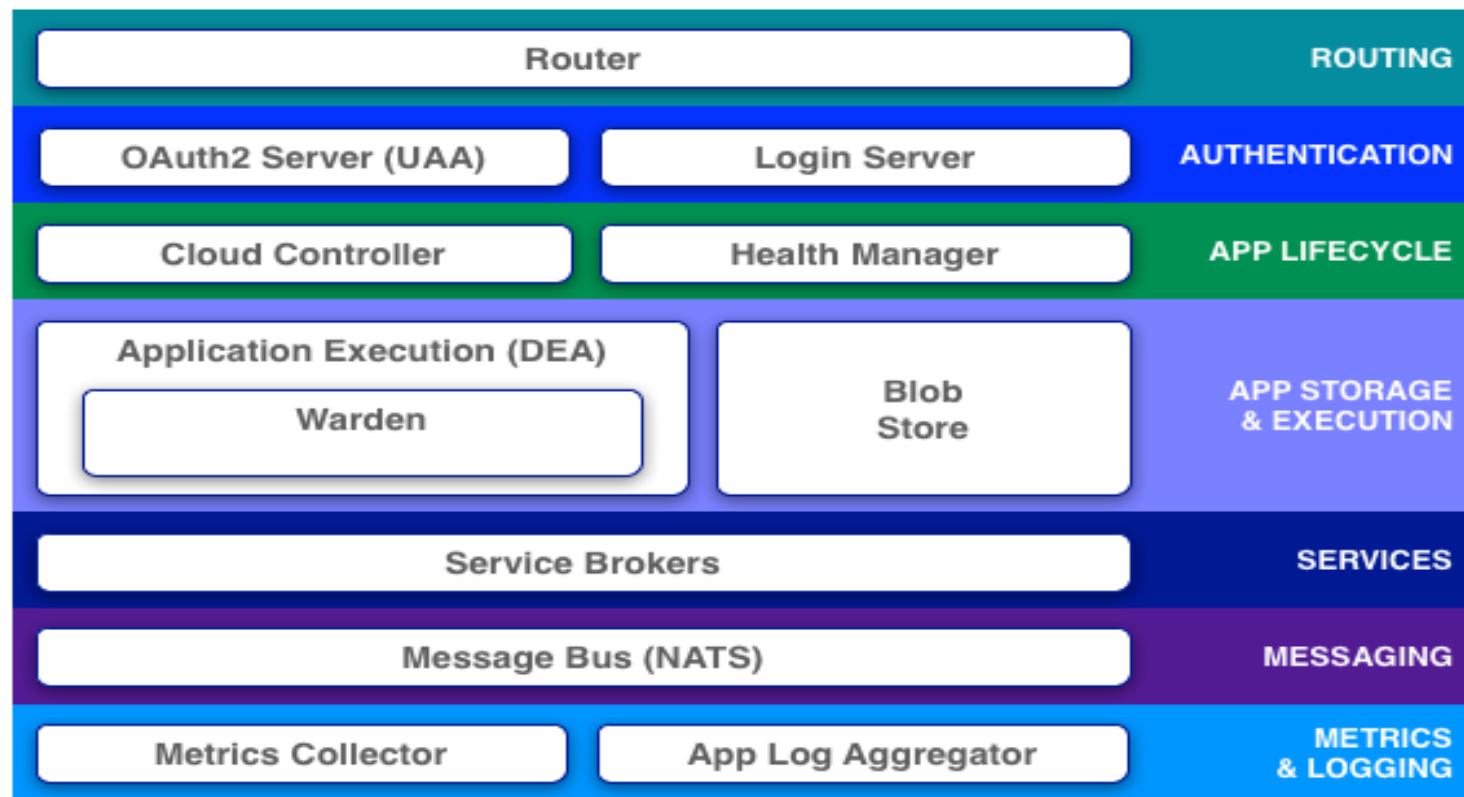 Router
ROUTING
OAuth2 Server (UAA)
Login Server
AUTHENTICATION
Cloud Controller
Health Manager
APP LIFECYCLE
Application Execution (DEA)
Warden
Blob
Store
APP STORAGE
& EXECUTION
Service Brokers
SERVICES
Message Bus (NATS)
MESSAGING
Metrics Collector
App Log Aggregator
METRICS
& LOGGING